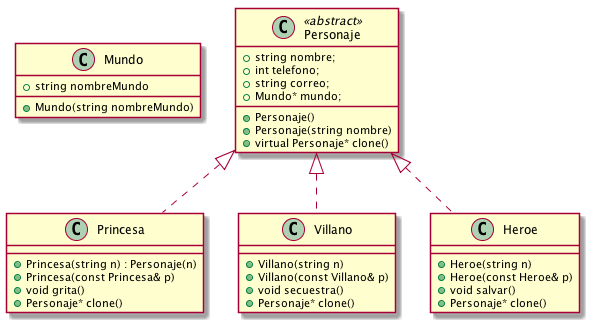 C Mundo
string nombreMundo
Mundo(string nombreMundo)
C «abstract»
Personaje
string nombre;
int telefono;
string correo;
Mundo* mundo;
Personaje()
Personaje(string nombre)
virtual Personaje* clone()
C Princesa
Princesa(string n) : Personaje(n)
Princesa(const Princesa& p)
void grita()
Personaje* clone()
C Villano
Villano(string n)
Villano(const Villano& p)
void secuestra()
Personaje* clone()
C Heroe
Heroe(string n)
Heroe(const Heroe& p)
void salvar()
Personaje* clone()